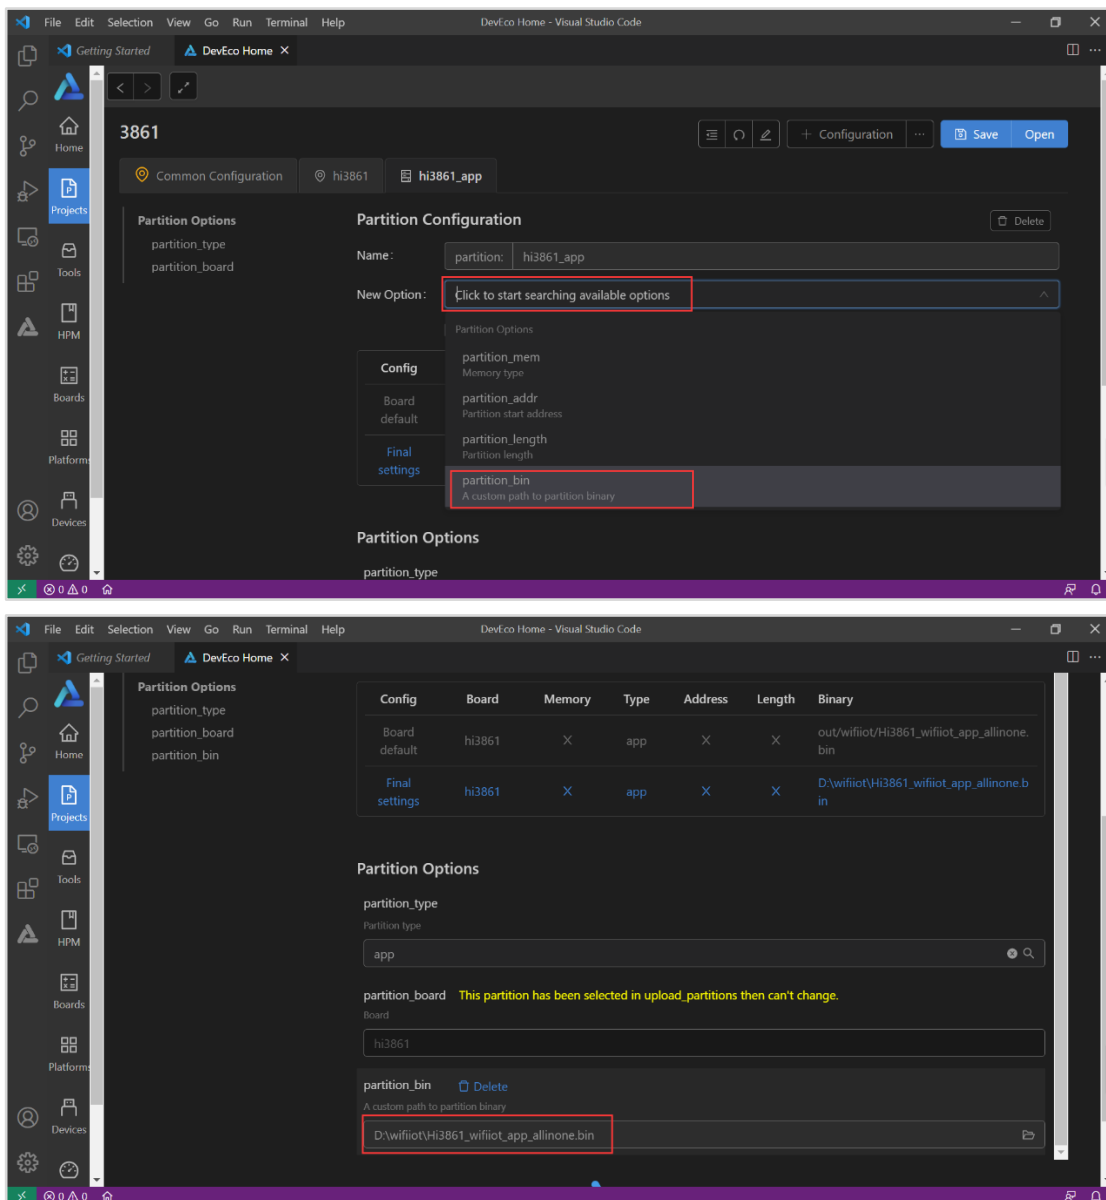 File Edit Selection View Go Run Terminal Help DevEco Home - Visual Studio Code
Getting Started DevEco Home
3861
+ Configuration ... Save Open
Common Configuration hi3861 hi3861_app
Home
Projects
Tools
HPM
Boards
Platforms
Devices
Partition Options
partition_type
partition_board
Partition Configuration Delete
Name: partition: hi3861_app
New Option: Click to start searching available options
Partition Options
partition_mem
Memory type
partition_addr
Partition start address
partition_length
Partition length
partition_bin
A custom path to partition binary
Config
Board
default
Final
settings
Partition Options
partition_type
0 0
File Edit Selection View Go Run Terminal Help DevEco Home - Visual Studio Code
Getting Started DevEco Home
Home
Projects
Tools
HPM
Boards
Platforms
Devices
Partition Options
partition_type
partition_board
partition_bin
Config Board Memory Type Address Length Binary
Board default hi3861 X app X X out/wifiiot/Hi3861_wifiiot_app_allinone.
bin
Final settings hi3861 X app X X D:\wifiiot\Hi3861_wifiiot_app_allinone.b
in
Partition Options
partition_type
Partition type
app
partition_board This partition has been selected in upload_partitions then can't change.
Board
hi3861
partition_bin Delete
A custom path to partition binary
D:\wifiiot\Hi3861_wifiiot_app_allinone.bin
0 0